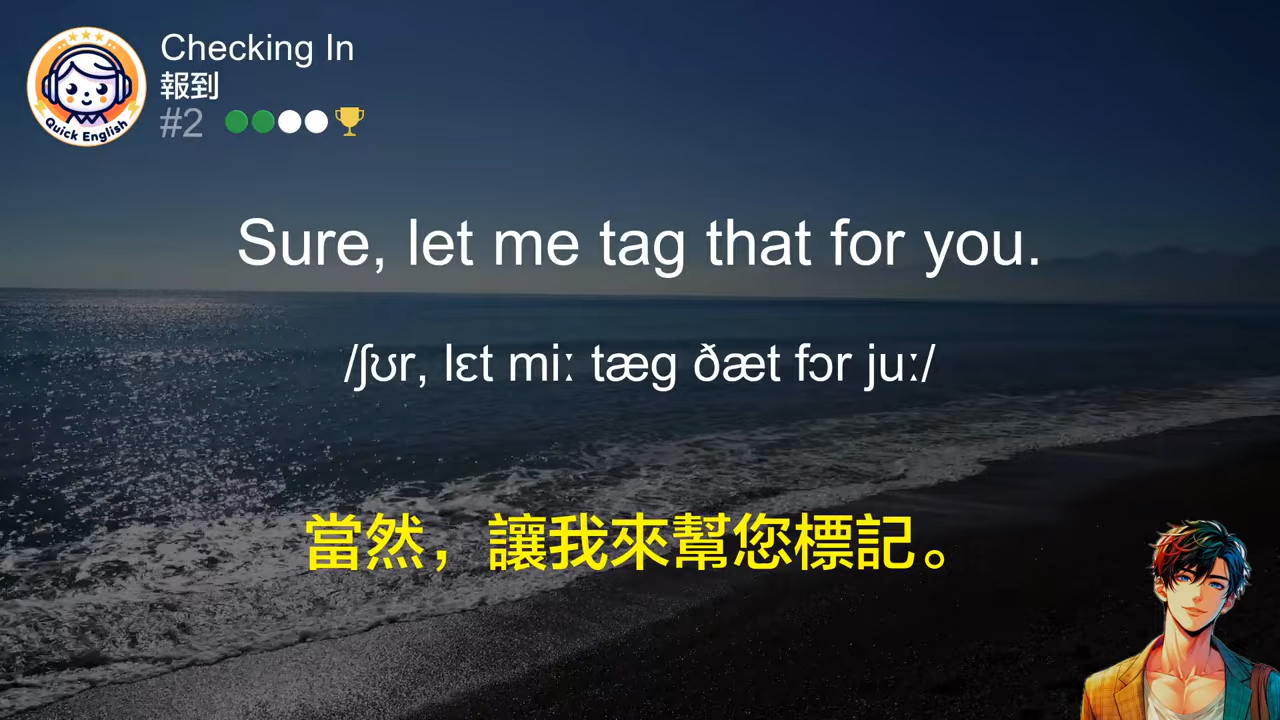 Checking In
報到
#2
Quick English
Sure, let me tag that for you.
/ʃʊr, lɛt miː tæg ðæt fɔr juː/
當然，讓我來幫您標記。